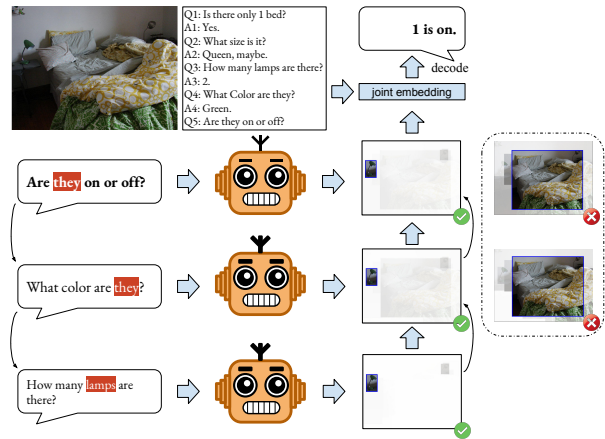 Q1: Is there only 1 bed?
A1: Yes.
Q2: What size is it?
A2: Queen, maybe.
Q3: How many lamps are there?
A3: 2.
Q4: What Color are they?
A4: Green.
Q5: Are they on or off?
1 is on.
decode
joint embedding
Are they on or off?
What color are they?
How many lamps are
there?